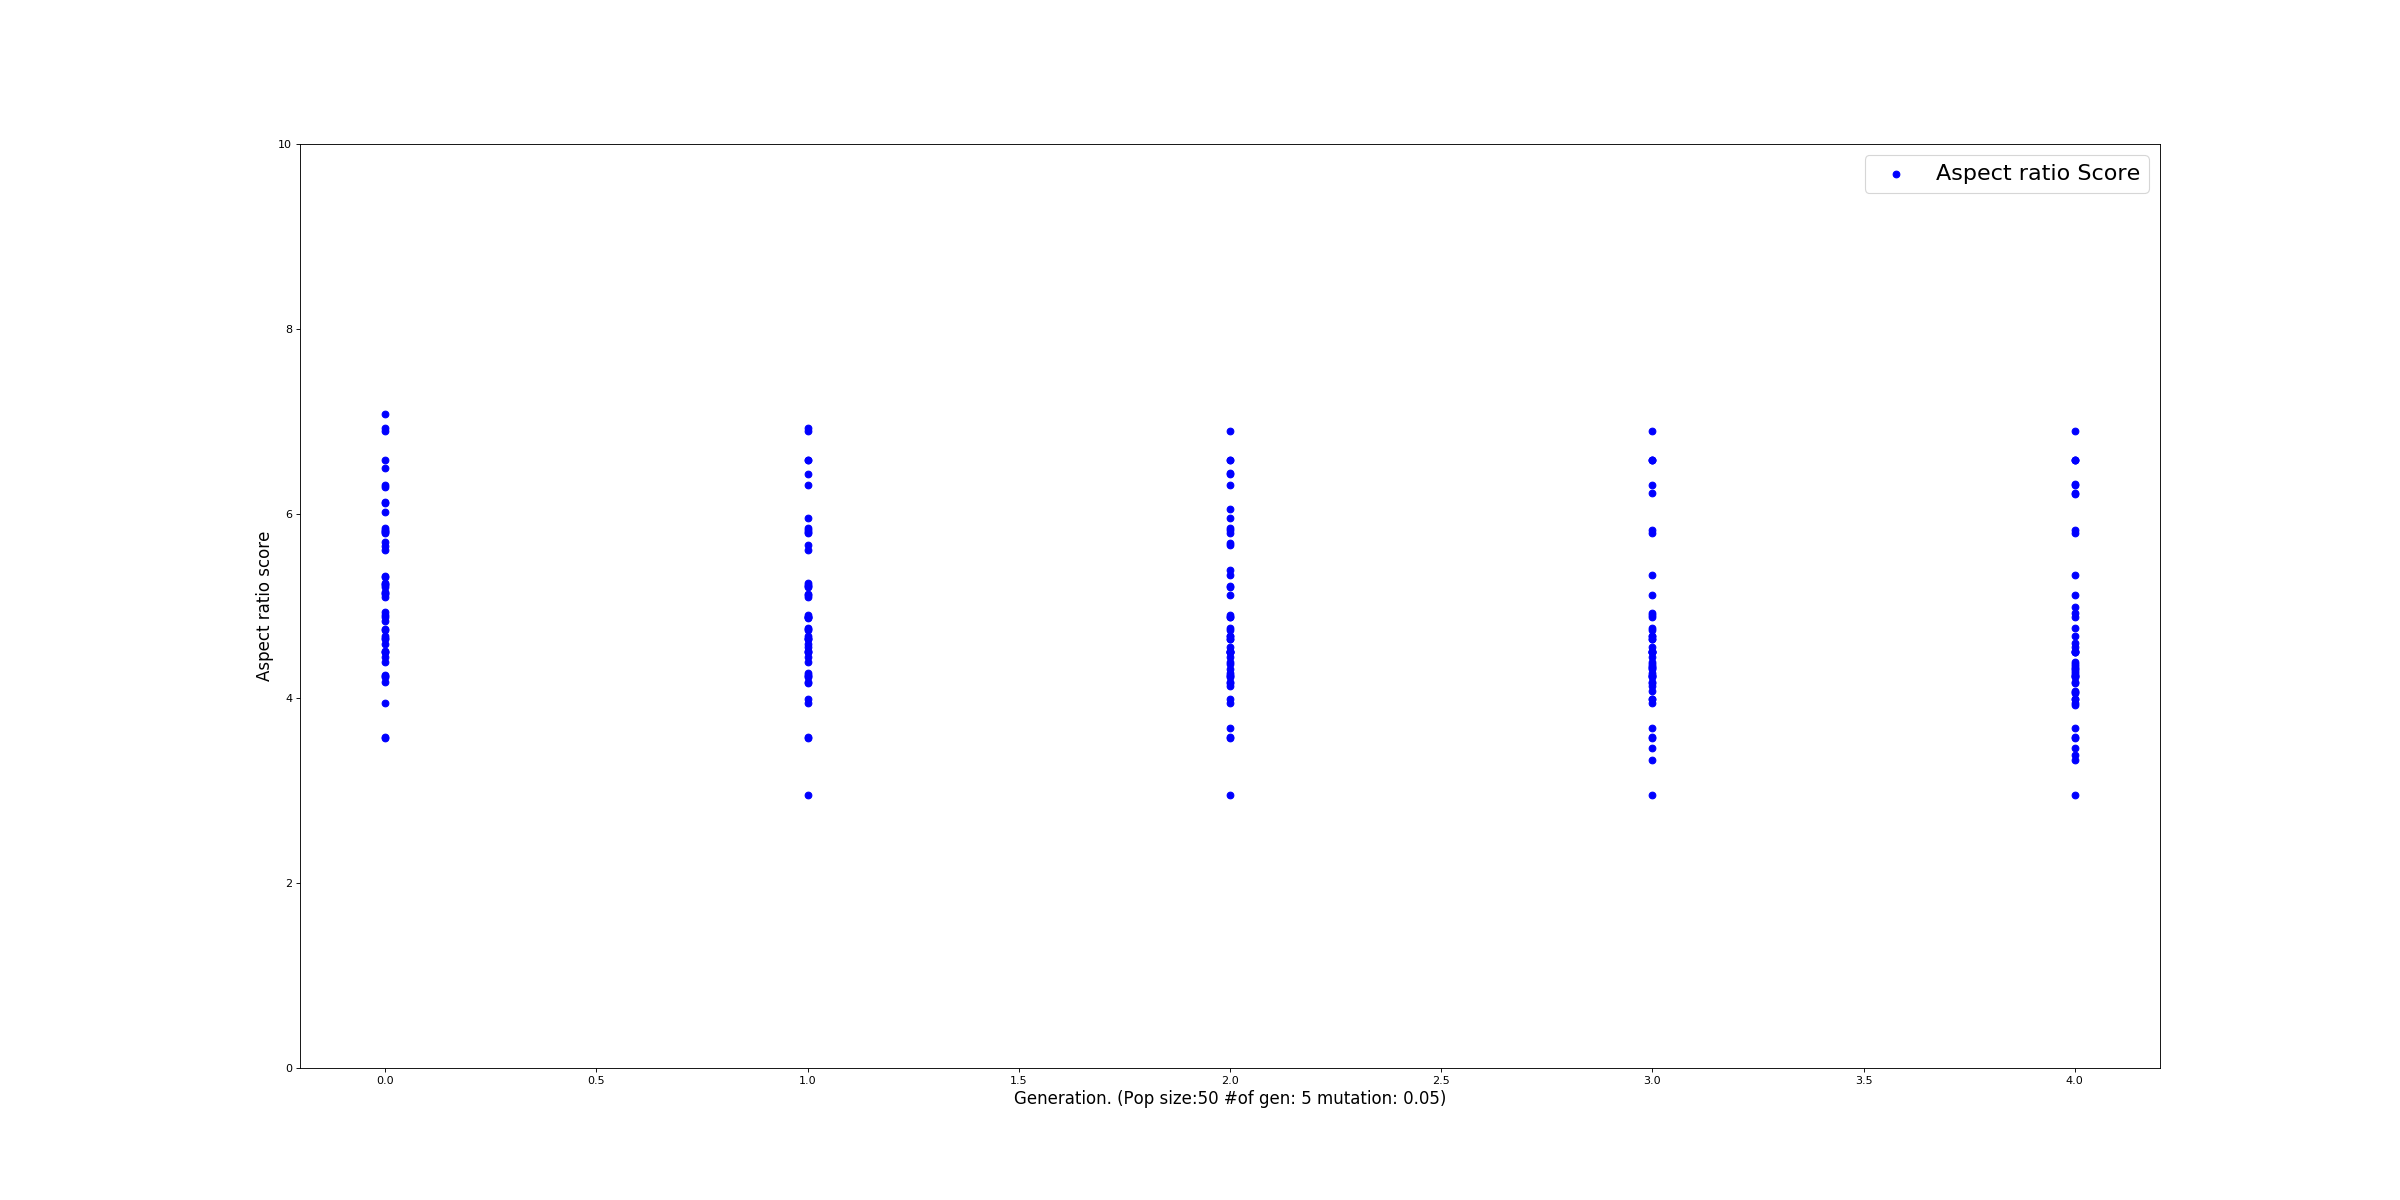 Aspect ratio Score
10
8
6
4
2
0
Aspect ratio score
0.0 0.5 1.0 1.5 2.0 2.5 3.0 3.5 4.0
Generation. (Pop size:50 #of gen: 5 mutation: 0.05)